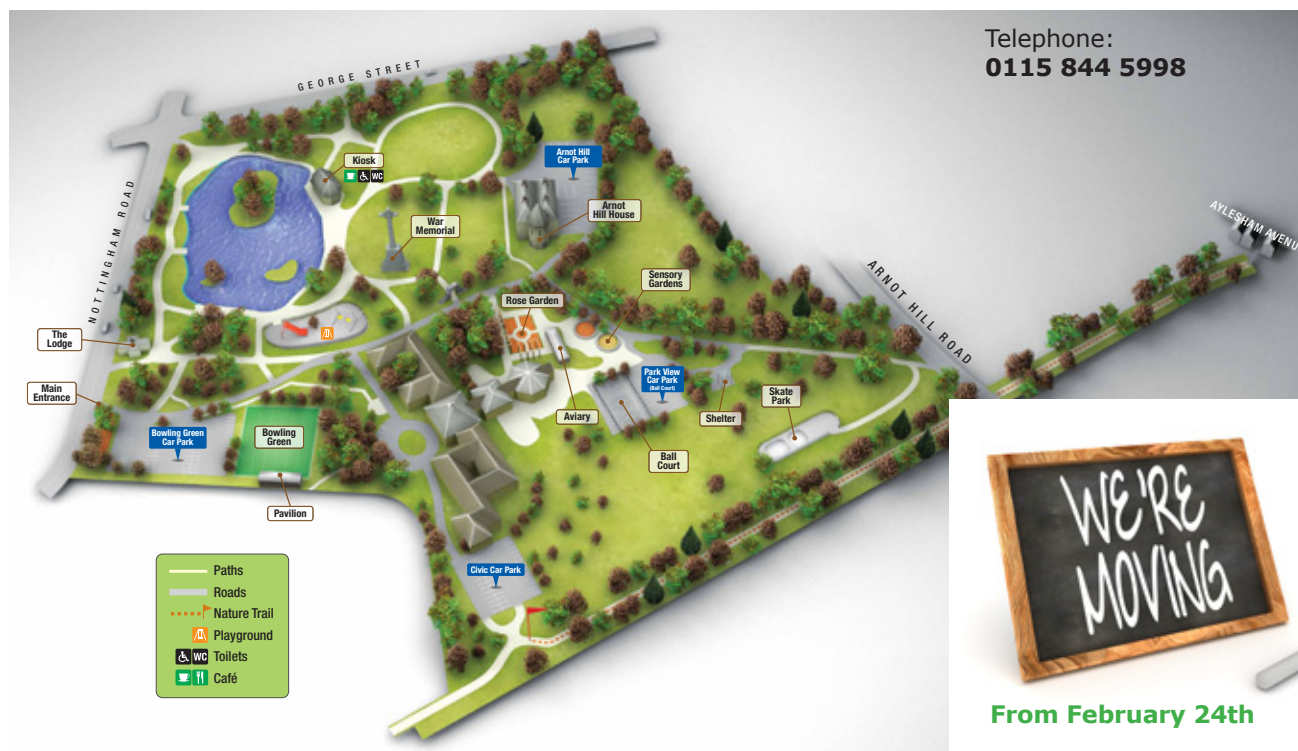 Telephone:
0115 844 5998
GEORGE STREET
NOTTINGHAM ROAD
ARNOT HILL ROAD
AYLESHAM AVENU
Kiosk
WC
Arnot Hill
Car Park
Arnot
Hill House
War
Memorial
Sensory
Gardens
Rose Garden
The
Lodge
Main
Entrance
Park View
Car Park
(Ball Court)
Skate
Park
Shelter
Aviary
Ball
Court
Bowling Green
Car Park
Bowling
Green
Pavilion
Civic Car Park
Paths
Roads
Nature Trail
Playground
WC Toilets
Café
WE'RE
MOVING
From February 24th